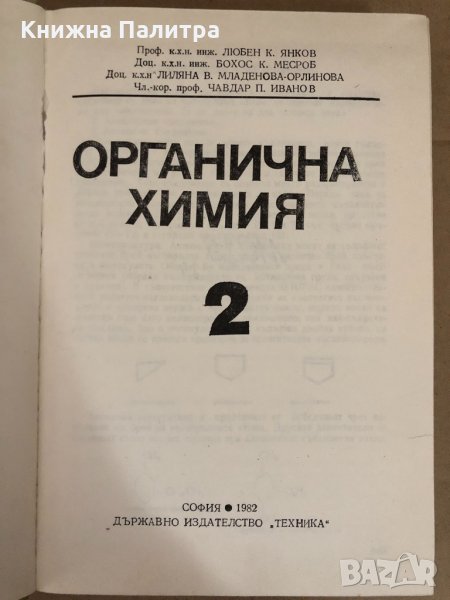 Книжна Палитра
Проф. к.х.н. инж. ЛЮБЕН К. ЯНКОВ
Доц. к.х.н. инж. БОХОС К. МЕСРОБ
Доц. к.х.н ЛИЛЯНА В. МЛАДЕНОВА-ОРЛИНОВА
Чл.-кор. проф. ЧАВДАР П. ИВАНОВ
ОРГАНИЧНА
ХИМИЯ
2
СОФИЯ ● 1982
ДЪРЖАВНО ИЗДАТЕЛСТВО „ТЕХНИКА"
BAZAR